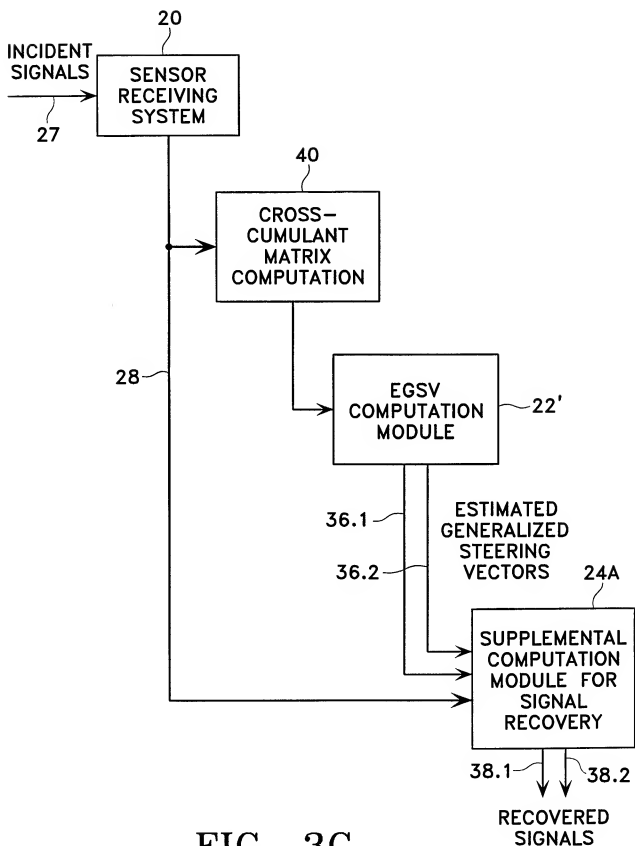 20
INCIDENT
SIGNALS
27
SENSOR
RECEIVING
SYSTEM
40
CROSS-
CUMULANT
MATRIX
COMPUTATION
28
EGSV
COMPUTATION
MODULE
22'
36.1
36.2
ESTIMATED
GENERALIZED
STEERING
VECTORS
24A
SUPPLEMENTAL
COMPUTATION
MODULE FOR
SIGNAL
RECOVERY
38.1
38.2
RECOVERED
SIGNALS
FIG. 3C